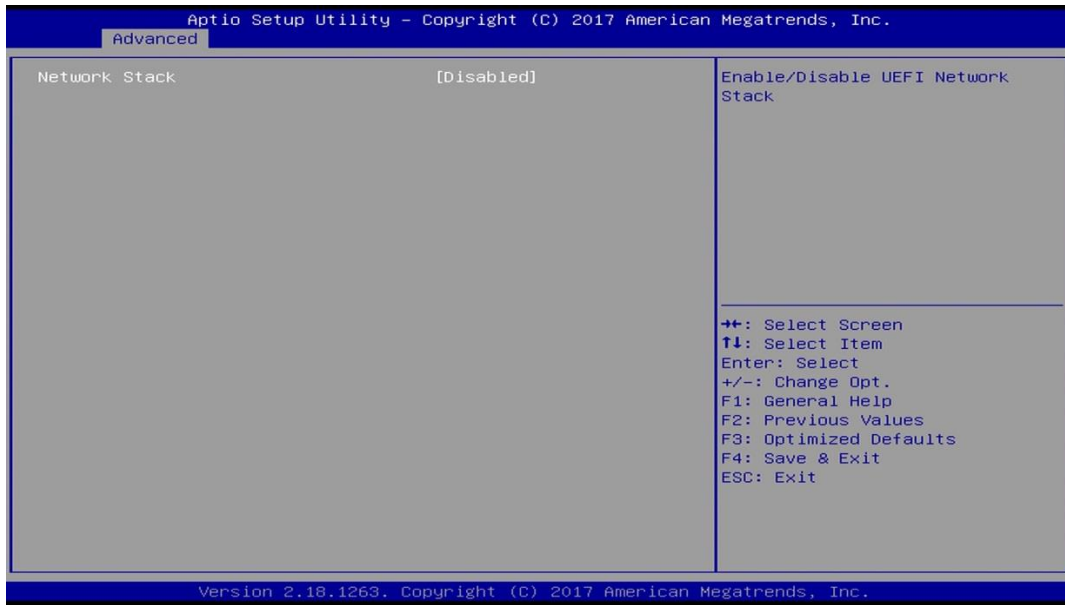 Aptio Setup Utility – Copyright (C) 2017 American Megatrends, Inc.
Advanced
Network Stack [Disabled]
Enable/Disable UEFI Network
Stack
→←: Select Screen
↑↓: Select Item
Enter: Select
+/-: Change Opt.
F1: General Help
F2: Previous Values
F3: Optimized Defaults
F4: Save & Exit
ESC: Exit
Version 2.18.1263. Copyright (C) 2017 American Megatrends, Inc.